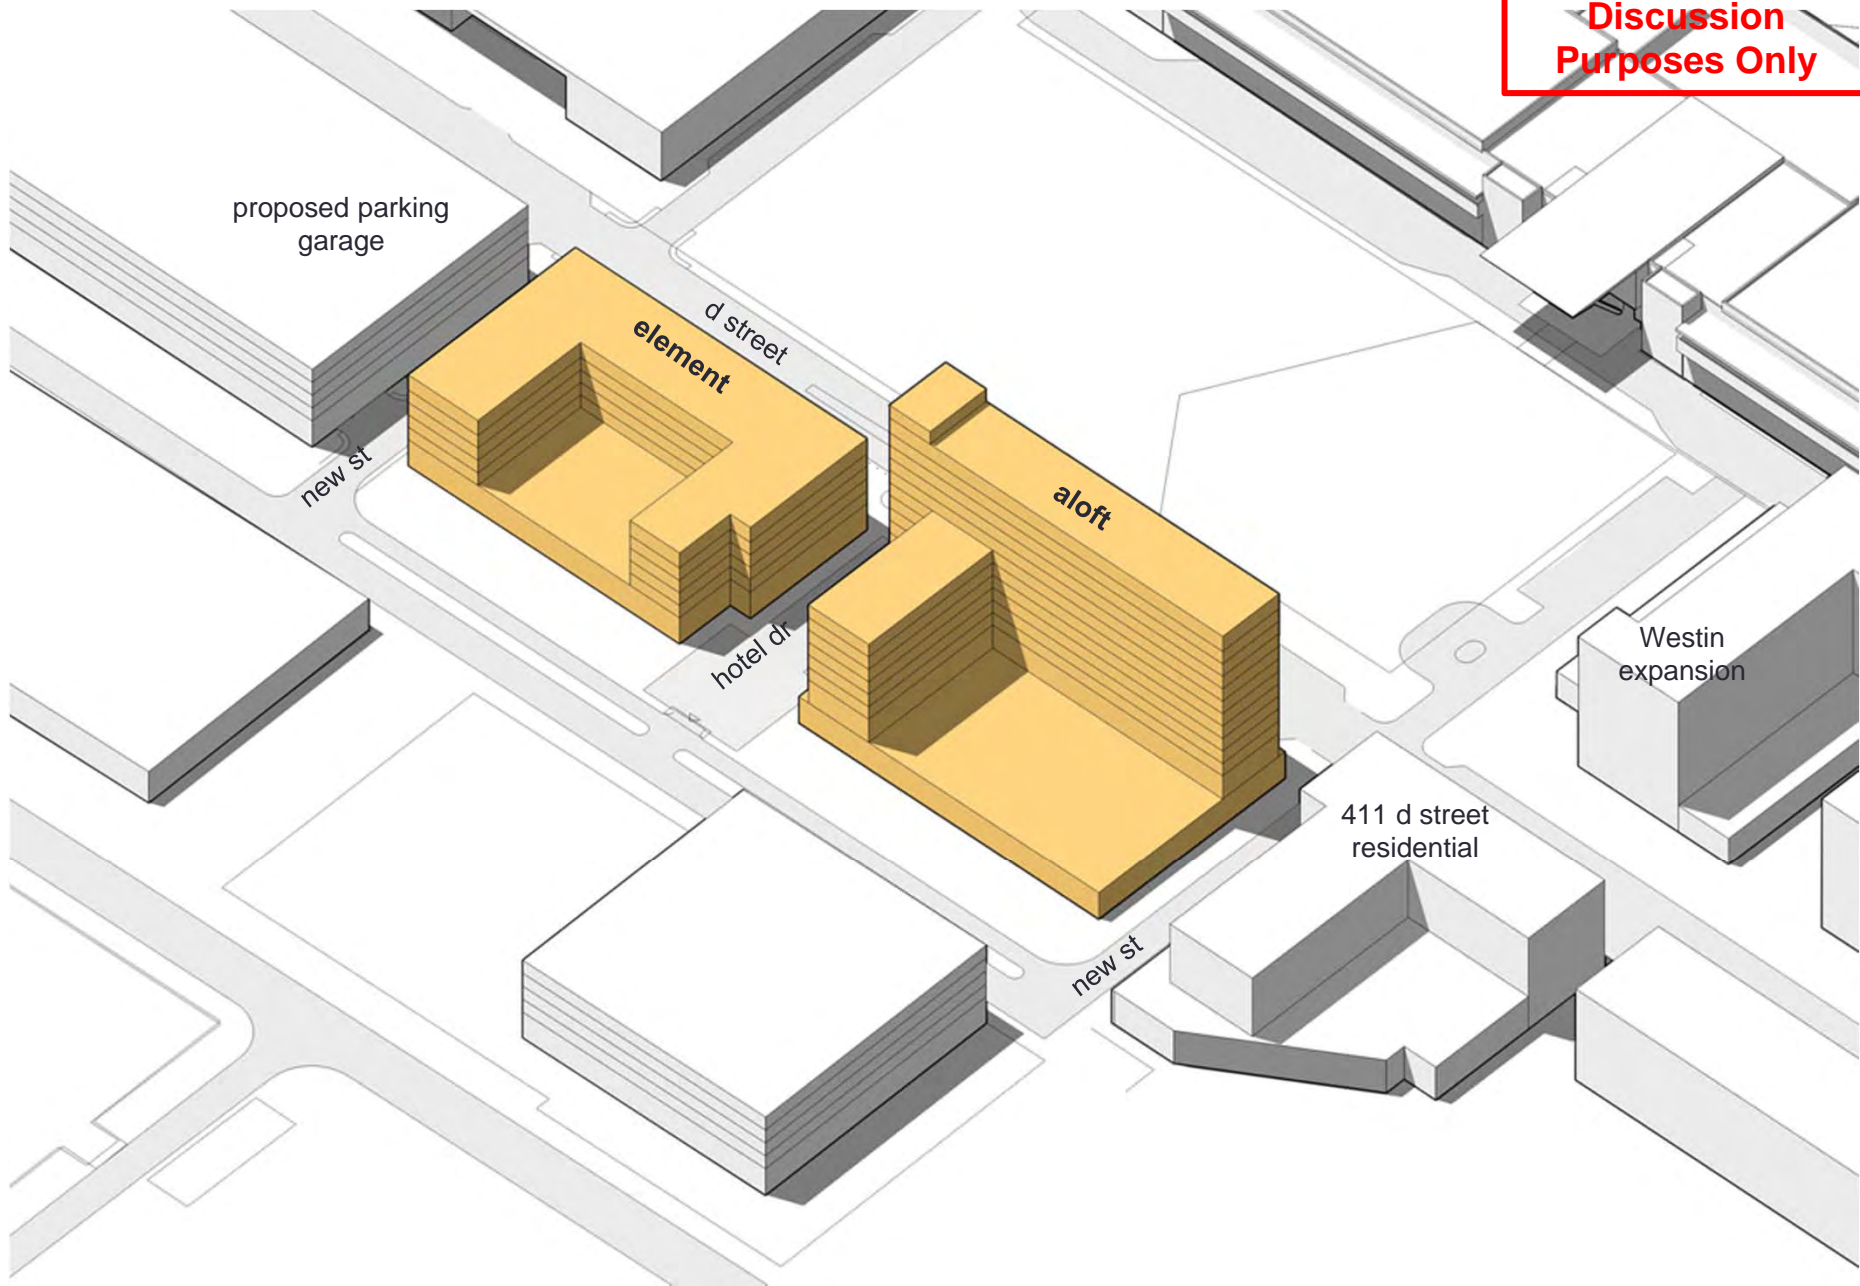 Discussion
Purposes Only
proposed parking
garage
d street
element
new st
aloft
hotel dr
Westin
expansion
411 d street
residential
new st